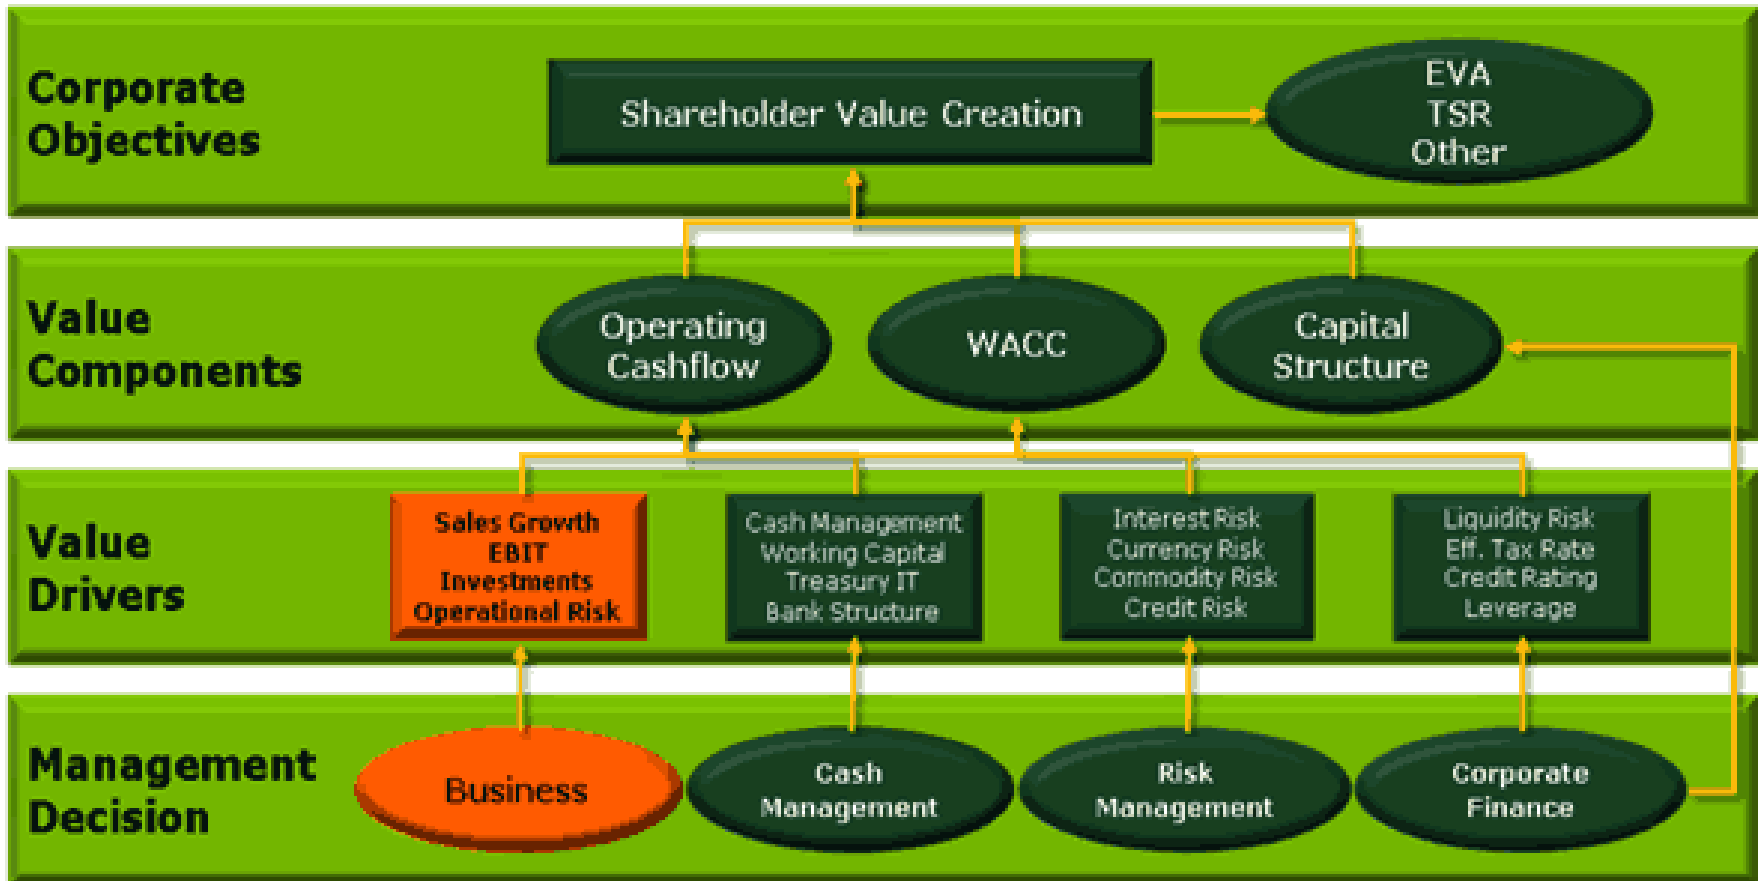 Corporate
Objectives
Shareholder Value Creation
EVA
TSR
Other
Value
Components
Operating
Cashflow
WACC
Capital
Structure
Value
Drivers
Sales Growth
EBIT
Investments
Operational Risk
Cash Management
Working Capital
Treasury IT
Bank Structure
Interest Risk
Currency Risk
Commodity Risk
Credit Risk
Liquidity Risk
Eff. Tax Rate
Credit Rating
Leverage
Management
Decision
Business
Cash
Management
Risk
Management
Corporate
Finance